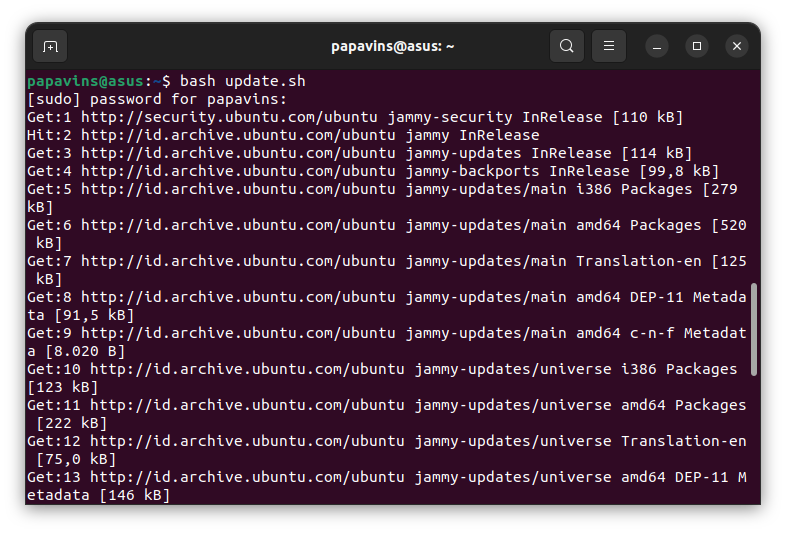 papavins@asus: ~
papavins@asus:~$ bash update.sh
[sudo] password for papavins:
Get:1 http://security.ubuntu.com/ubuntu jammy-security InRelease [110 kB]
Hit:2 http://id.archive.ubuntu.com/ubuntu jammy InRelease
Get:3 http://id.archive.ubuntu.com/ubuntu jammy-updates InRelease [114 kB]
Get:4 http://id.archive.ubuntu.com/ubuntu jammy-backports InRelease [99,8 kB]
Get:5 http://id.archive.ubuntu.com/ubuntu jammy-updates/main i386 Packages [279
kB]
Get:6 http://id.archive.ubuntu.com/ubuntu jammy-updates/main amd64 Packages [520
 kB]
Get:7 http://id.archive.ubuntu.com/ubuntu jammy-updates/main Translation-en [125
 kB]
Get:8 http://id.archive.ubuntu.com/ubuntu jammy-updates/main amd64 DEP-11 Metada
ta [91,5 kB]
Get:9 http://id.archive.ubuntu.com/ubuntu jammy-updates/main amd64 c-n-f Metadat
a [8.020 B]
Get:10 http://id.archive.ubuntu.com/ubuntu jammy-updates/universe i386 Packages
[123 kB]
Get:11 http://id.archive.ubuntu.com/ubuntu jammy-updates/universe amd64 Packages
 [222 kB]
Get:12 http://id.archive.ubuntu.com/ubuntu jammy-updates/universe Translation-en
 [75,0 kB]
Get:13 http://id.archive.ubuntu.com/ubuntu jammy-updates/universe amd64 DEP-11 M
etadata [146 kB]